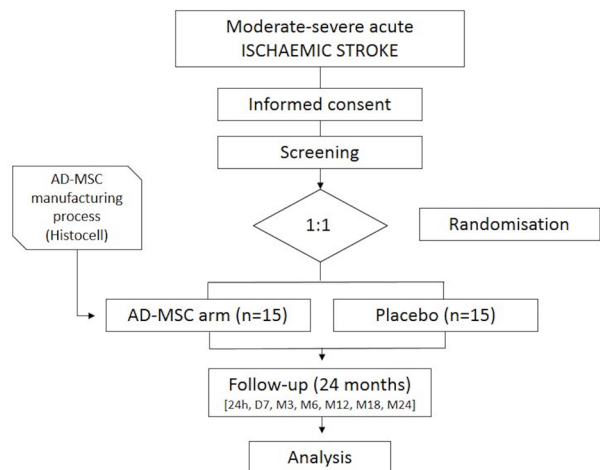 Moderate-severe acute
ISCHAEMIC STROKE
Informed consent
Screening
AD-MSC
manufacturing
process
(Histocell)
1:1
Randomisation
AD-MSC arm (n=15)
Placebo (n=15)
Follow-up (24 months)
[24h, D7, M3, M6, M12, M18, M24]
Analysis